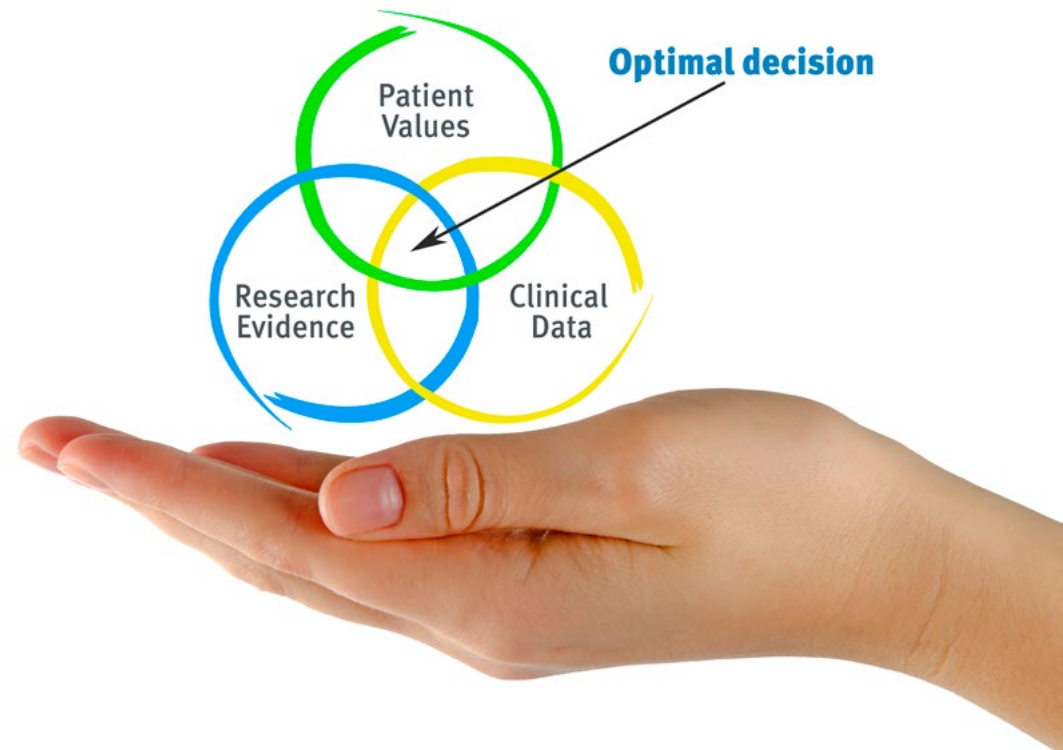 Optimal decision
Patient
Values
Research
Evidence
Clinical
Data